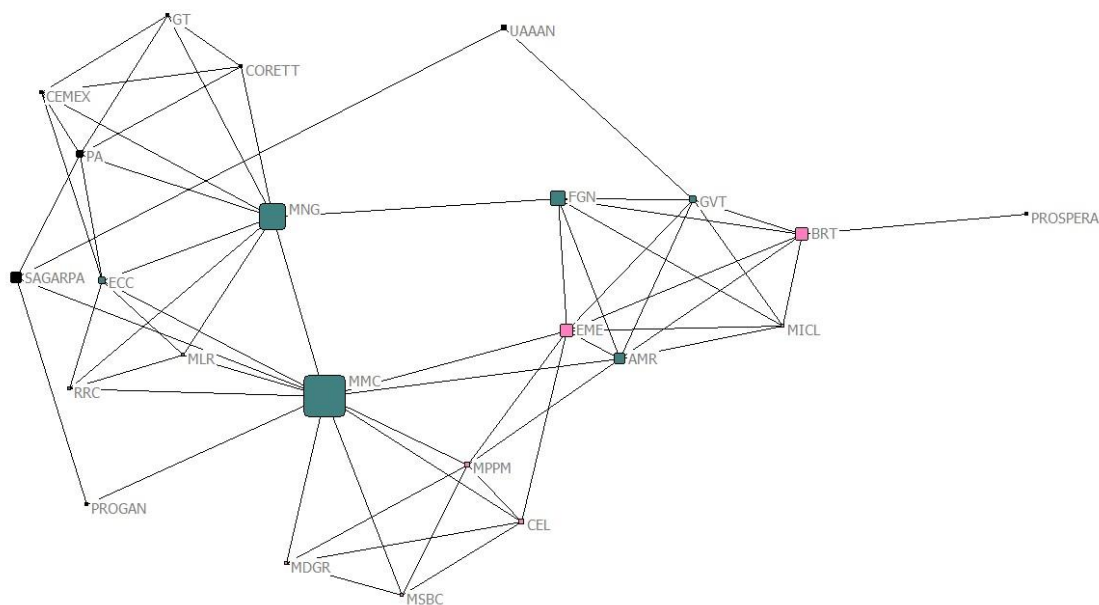 GT
UAAAN
CORETT
CEMEX
PA
MNG
FGN
GVT
PROSPERA
BRT
SAGARPA
ECC
EME
MICL
MLR
AMR
RRC
MMC
MPPM
PROGAN
CEL
MDGR
MSBC